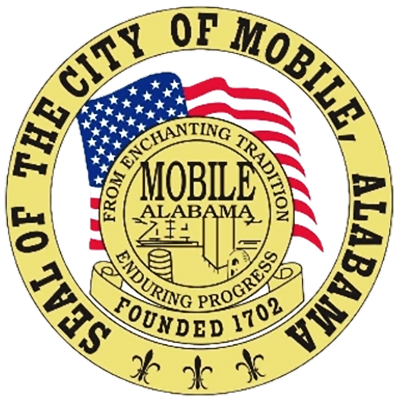 SEAL OF THE CITY OF MOBILE, ALABAMA
FROM ENCHANTING TRADITION
MOBILE
ALABAMA
ENDURING PROGRESS
FOUNDED 1702